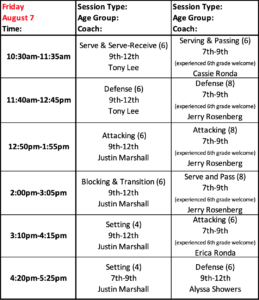 Friday
August 7
Time:
Session Type:
Age Group:
Coach:
Session Type:
Age Group:
Coach:
10:30am-11:35am
Serve & Serve-Receive (6)
9th-12th
Tony Lee
Serving & Passing (6)
7th-9th
(experienced 6th grade welcome)
Cassie Ronda
11:40am-12:45pm
Defense (6)
9th-12th
Tony Lee
Defense (8)
7th-9th
(experienced 6th grade welcome)
Jerry Rosenberg
12:50pm-1:55pm
Attacking (6)
9th-12th
Justin Marshall
Attacking (8)
7th-9th
(experienced 6th grade welcome)
Jerry Rosenberg
2:00pm-3:05pm
Blocking & Transition (6)
9th-12th
Justin Marshall
Serve and Pass (8)
7th-9th
(experienced 6th grade welcome)
Jerry Rosenberg
3:10pm-4:15pm
Setting (4)
9th-12th
Justin Marshall
Attacking (6)
7th-9th
(experienced 6th grade welcome)
Erica Ronda
4:20pm-5:25pm
Setting (4)
7th-9th
Justin Marshall
Defense (6)
9th-12th
Alyssa Showers